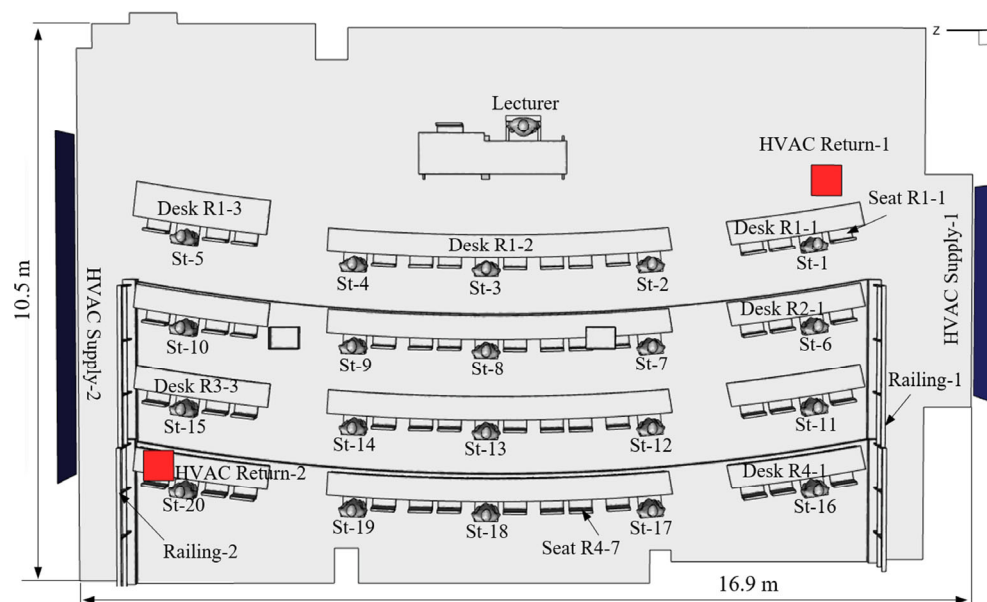 z
Lecturer
HVAC Return-1
Seat R1-1
Desk R1-3
Desk R1-1
Desk R1-2
St-5
St-1
St-4
St-3
St-2
10.5 m
HVAC Supply-2
HVAC Supply-1
Desk R2-1
St-10
St-9
St-8
St-7
St-6
Desk R3-3
Railing-1
St-15
St-14
St-13
St-12
St-11
HVAC Return-2
Desk R4-1
St-20
St-19
St-18
St-17
St-16
Railing-2
Seat R4-7
16.9 m